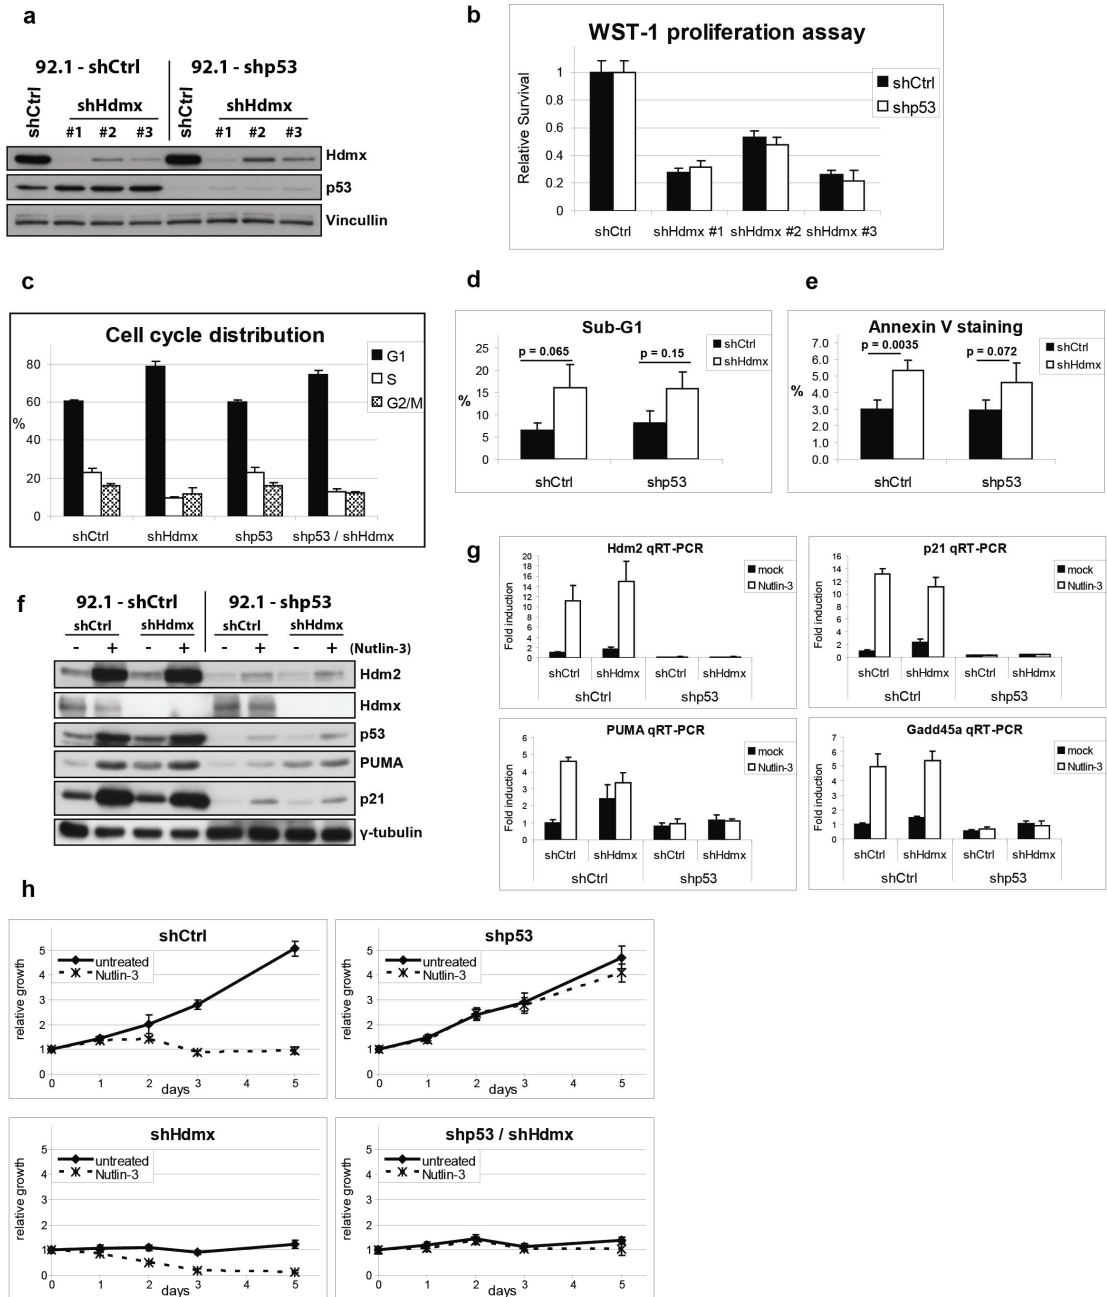 a
92.1 - shCtrl 92.1 - shp53
shCtrl shHdmx shCtrl shHdmx
#1 #2 #3 #1 #2 #3
Hdmx
p53
Vincullin
b
WST-1 proliferation assay
Relative Survival
1
0.8
0.6
0.4
0.2
0
shCtrl
shp53
shCtrl shHdmx #1 shHdmx #2 shHdmx #3
c
Cell cycle distribution
%
80
60
40
20
0
G1
S
G2/M
shCtrl shHdmx shp53 shp53 / shHdmx
d
Sub-G1
%
25
20
15
10
5
0
p = 0.065 p = 0.15
shCtrl
shHdmx
shCtrl shp53
e
Annexin V staining
%
7.0
6.0
5.0
4.0
3.0
2.0
1.0
0.0
p = 0.0035 p = 0.072
shCtrl
shHdmx
shCtrl shp53
f
92.1 - shCtrl 92.1 - shp53
shCtrl shHdmx shCtrl shHdmx
- + - + - + - + (Nutlin-3)
Hdm2
Hdmx
p53
PUMA
p21
γ-tubulin
g
Hdm2 qRT-PCR
Fold induction
20
18
16
14
12
10
8
6
4
2
0
mock
Nutlin-3
shCtrl shHdmx shCtrl shHdmx
shCtrl shp53
p21 qRT-PCR
Fold induction
16
14
12
10
8
6
4
2
0
mock
Nutlin-3
shCtrl shHdmx shCtrl shHdmx
shCtrl shp53
PUMA qRT-PCR
Fold induction
6
5
4
3
2
1
0
mock
Nutlin-3
shCtrl shHdmx shCtrl shHdmx
shCtrl shp53
Gadd45a qRT-PCR
Fold induction
7
6
5
4
3
2
1
0
mock
Nutlin-3
shCtrl shHdmx shCtrl shHdmx
shCtrl shp53
h
shCtrl
relative growth
5
4
3
2
1
0
untreated
Nutlin-3
0 1 2 3 4 5
days
shp53
relative growth
5
4
3
2
1
0
untreated
Nutlin-3
0 1 2 3 4 5
days
shHdmx
relative growth
5
4
3
2
1
0
untreated
Nutlin-3
0 1 2 3 4 5
days
shp53 / shHdmx
relative growth
5
4
3
2
1
0
untreated
Nutlin-3
0 1 2 3 4 5
days